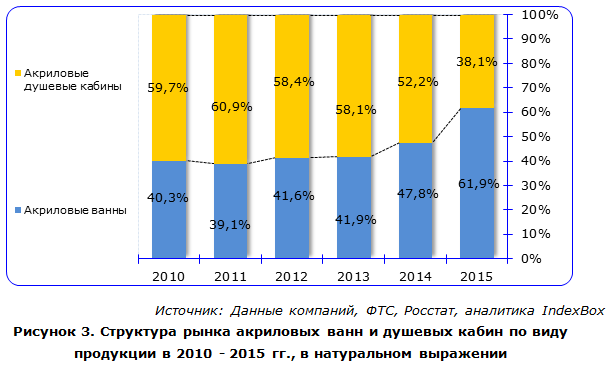 100%
90%
80%
70%
60%
50%
40%
30%
20%
10%
0%
Акриловые
душевые кабины
Акриловые ванны
59,7% 60,9% 58,4% 58,1% 52,2% 38,1%
40,3% 39,1% 41,6% 41,9% 47,8% 61,9%
2010 2011 2012 2013 2014 2015
Источник: Данные компаний, ФТС, Росстат, аналитика IndexBox
Рисунок 3. Структура рынка акриловых ванн и душевых кабин по виду
продукции в 2010 - 2015 гг., в натуральном выражении